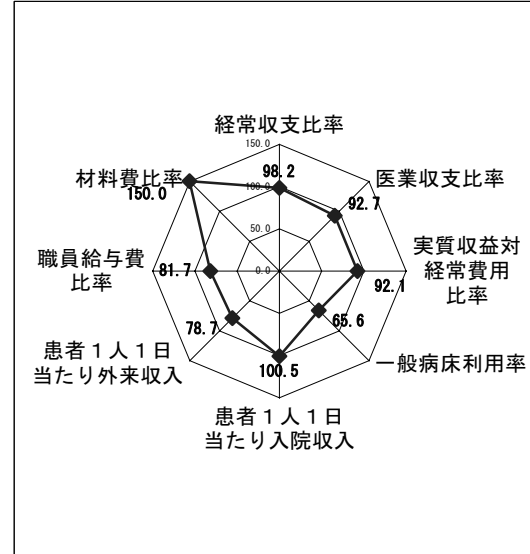 経常収支比率
150.0
98.2
100.0
50.0
0.0
医業収支比率
92.7
実質収益対
経常費用
比率
92.1
一般病床利用率
65.6
患者１人１日
当たり入院収入
100.5
患者１人１日
当たり外来収入
78.7
職員給与費
比率
81.7
材料費比率
150.0